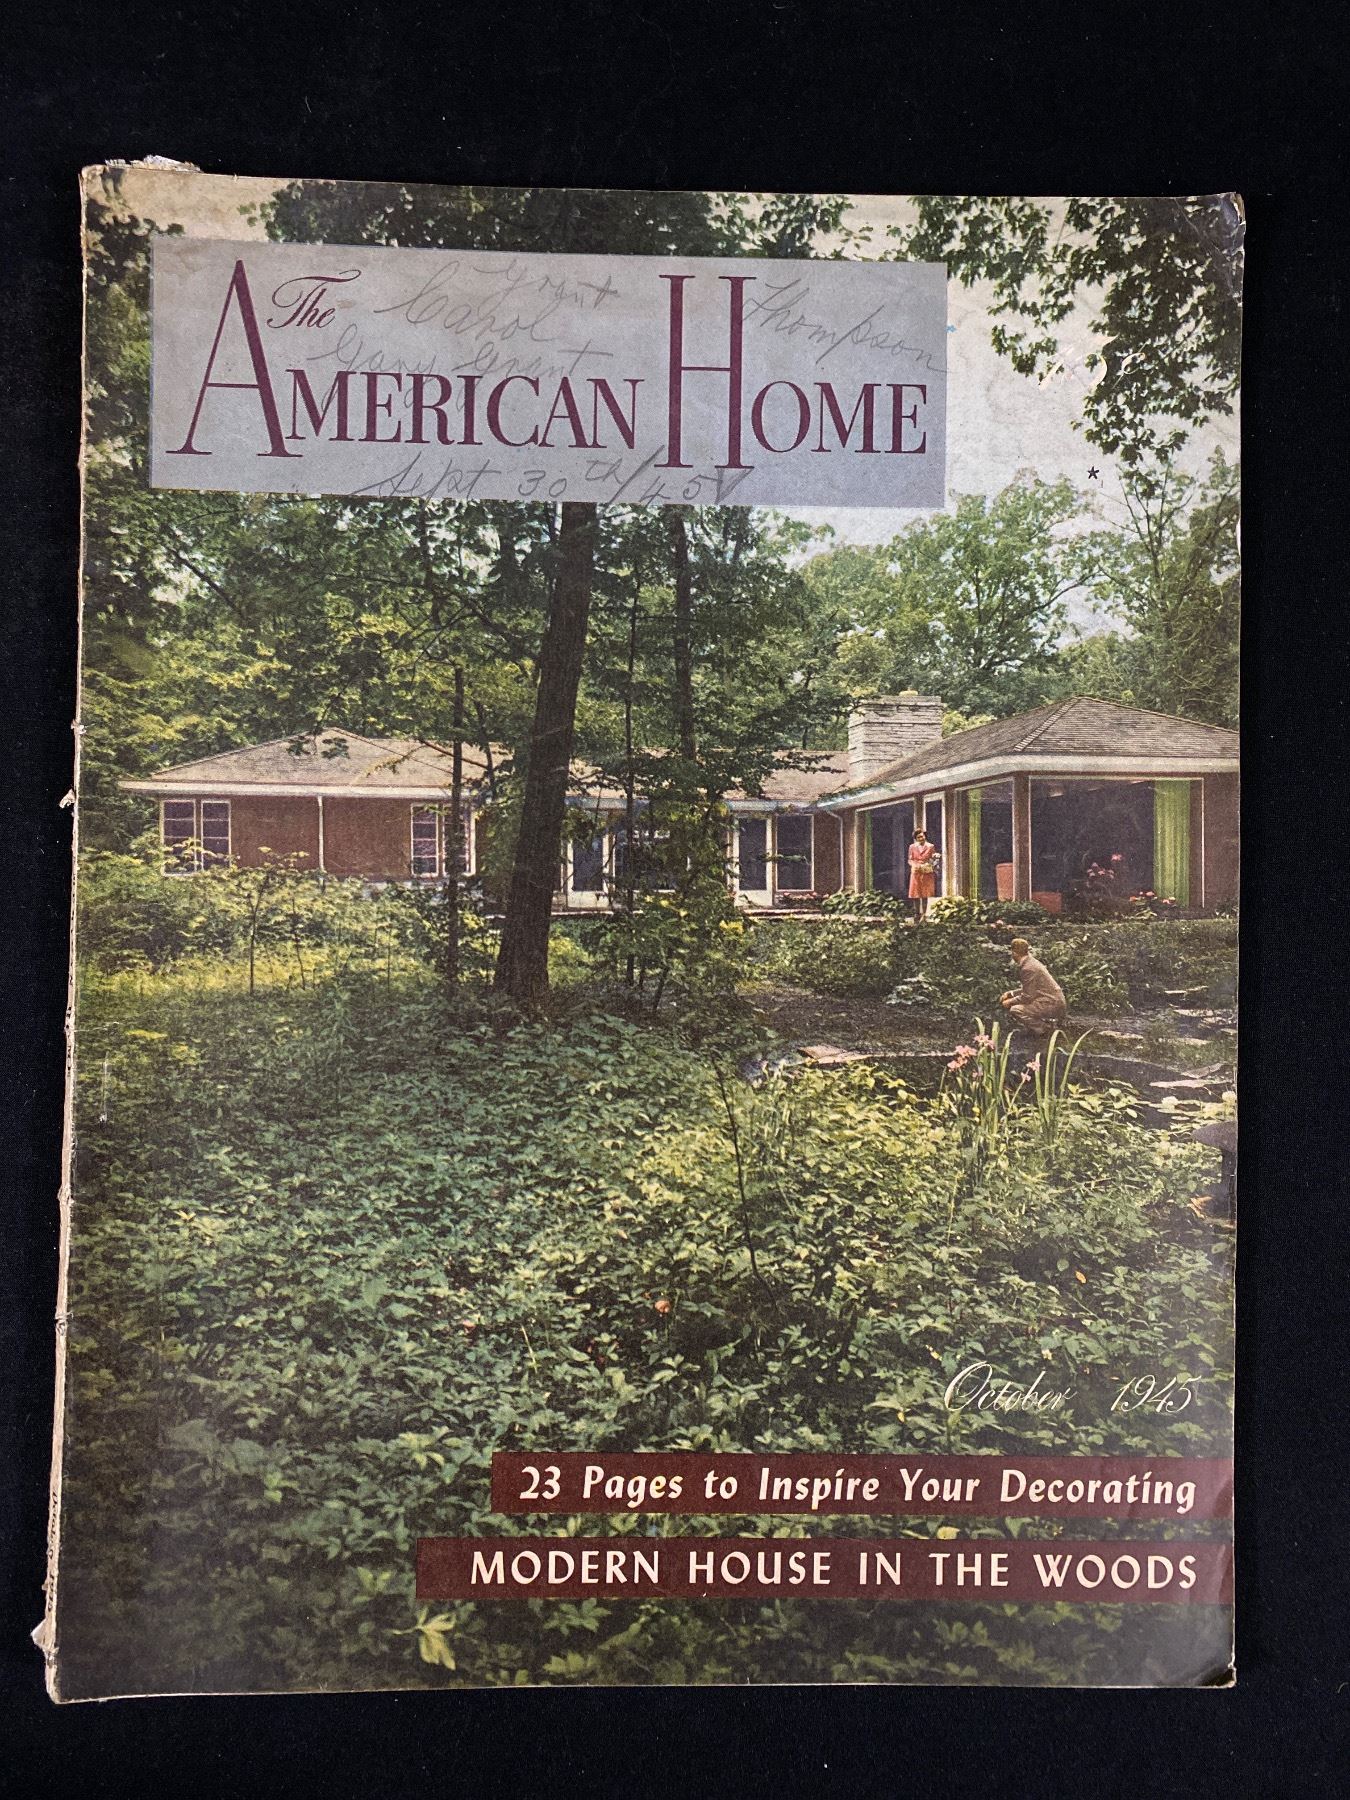 The
AMERICAN HOME
Grant
Carol
Thompson
Gary Grant
Sept 30th/45
15¢
*
October 1945
23 Pages to Inspire Your Decorating
MODERN HOUSE IN THE WOODS